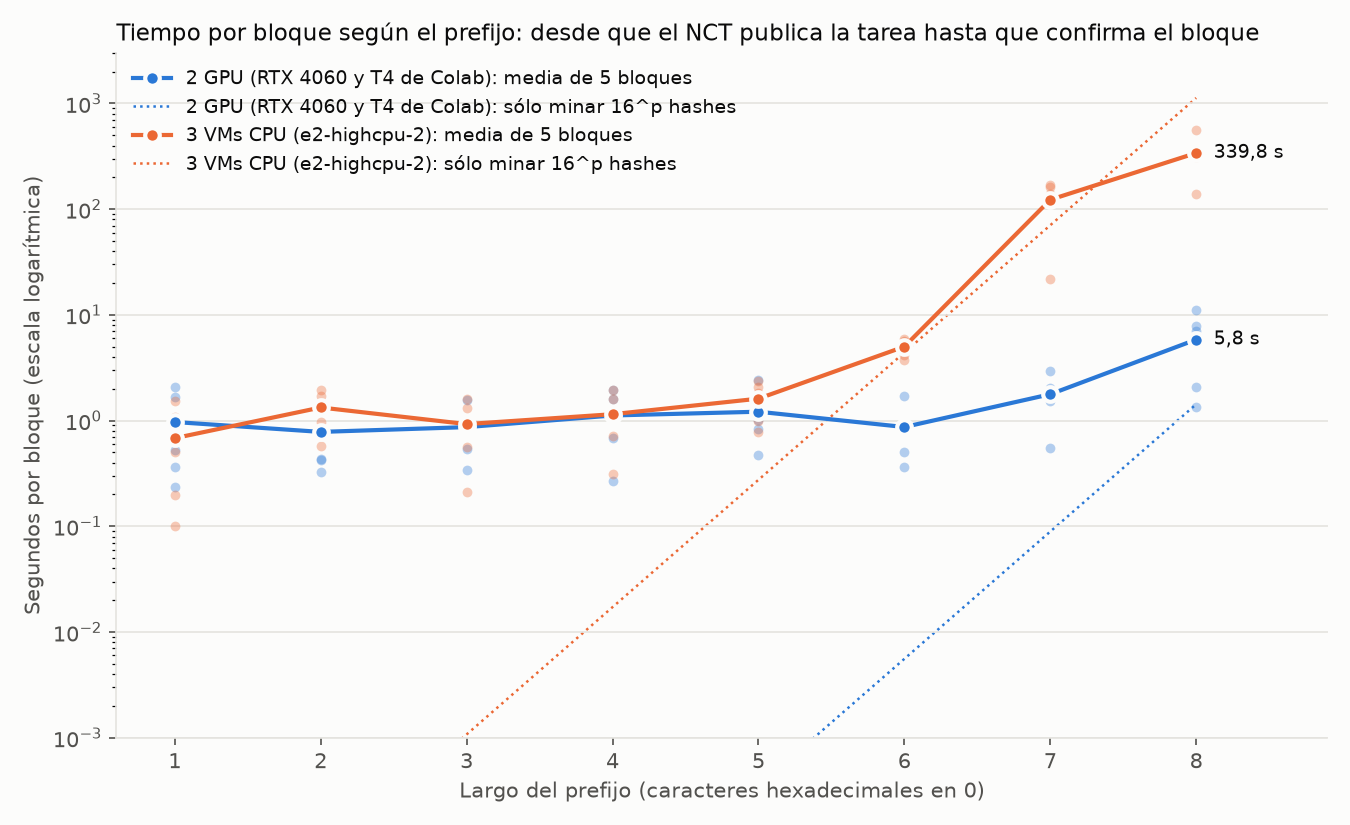 Tiempo por bloque según el prefijo: desde que el NCT publica la tarea hasta que confirma el bloque
2 GPU (RTX 4060 y T4 de Colab): media de 5 bloques
2 GPU (RTX 4060 y T4 de Colab): sólo minar 16^p hashes
3 VMs CPU (e2-highcpu-2): media de 5 bloques
3 VMs CPU (e2-highcpu-2): sólo minar 16^p hashes
Segundos por bloque (escala logarítmica)
10³
10²
10¹
10⁰
10⁻¹
10⁻²
10⁻³
339,8 s
5,8 s
1 2 3 4 5 6 7 8
Largo del prefijo (caracteres hexadecimales en 0)